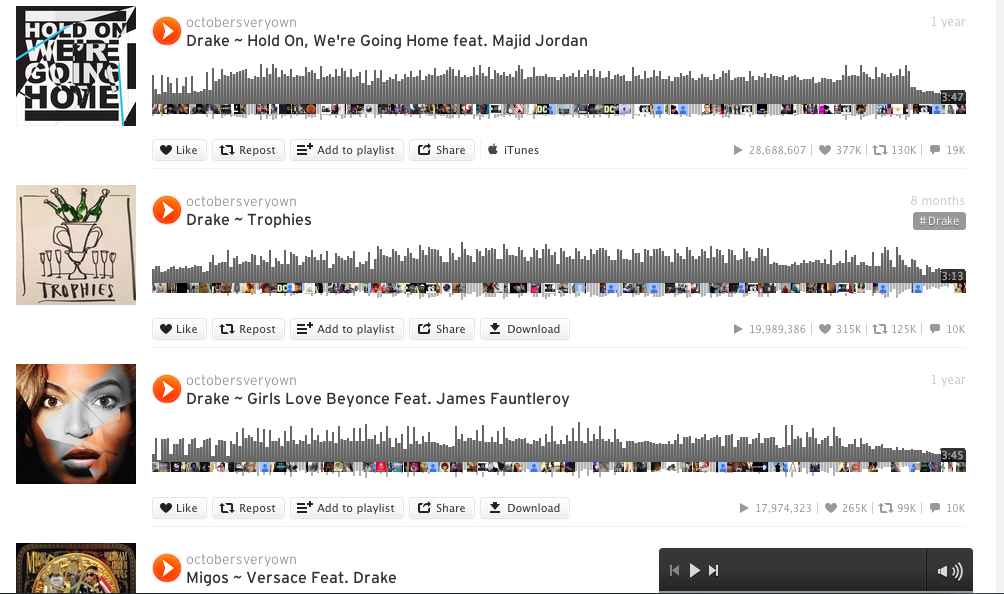 HOLD ON
WE'RE
GOING
HOME
octobersveryown
1 year
Drake ~ Hold On, We're Going Home feat. Majid Jordan
3:47
Like
Repost
Add to playlist
Share
iTunes
28,688,607
377K
130K
19K
TROPHIES
octobersveryown
8 months
Drake ~ Trophies
# Drake
3:13
Like
Repost
Add to playlist
Share
Download
19,989,386
315K
125K
10K
octobersveryown
1 year
Drake ~ Girls Love Beyonce Feat. James Fauntleroy
3:45
Like
Repost
Add to playlist
Share
Download
17,974,323
265K
99K
10K
octobersveryown
Migos ~ Versace Feat. Drake